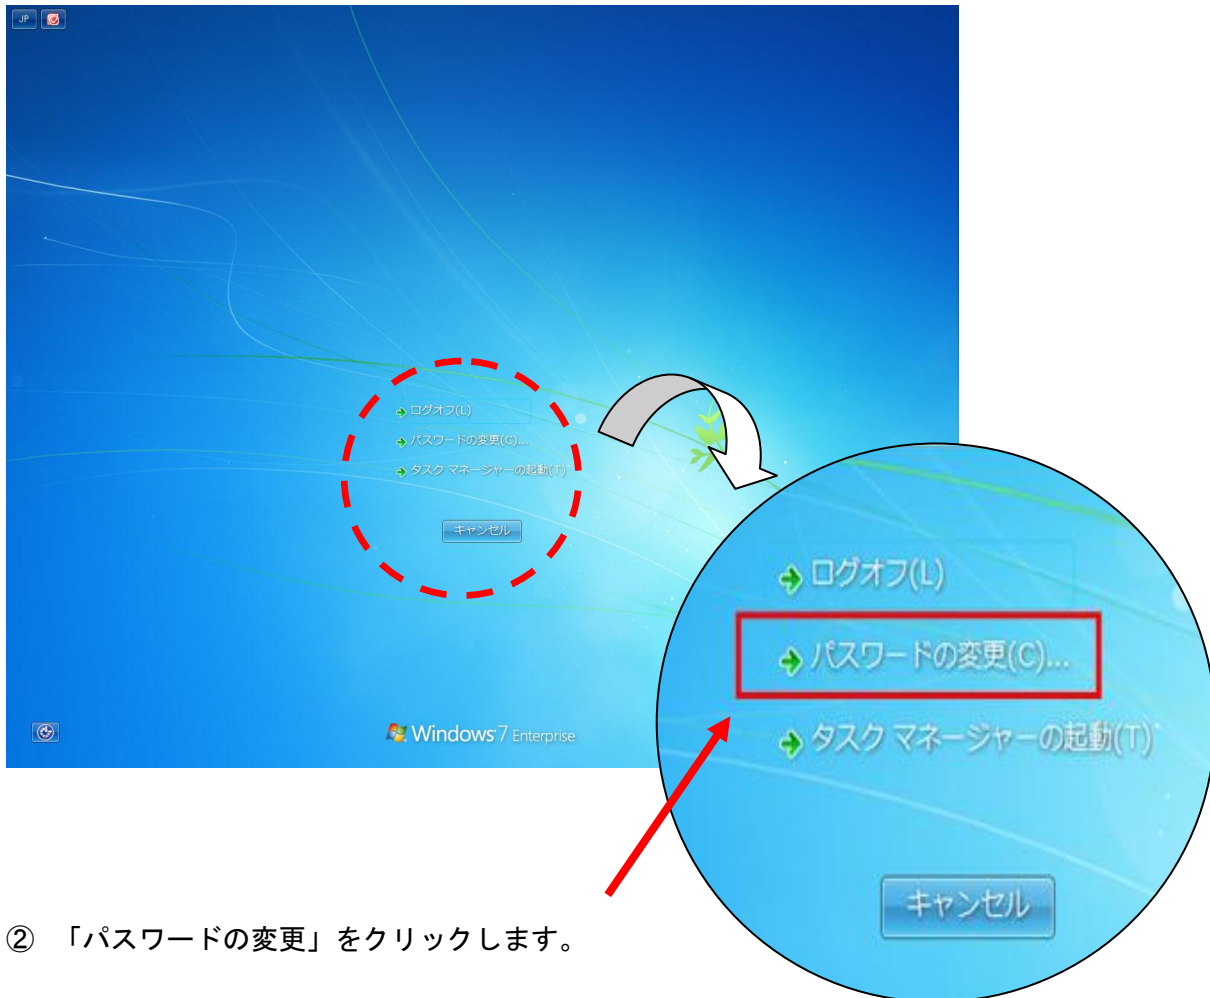 JP
ログオフ(L)
パスワードの変更(C)...
タスク マネージャーの起動(T)
キャンセル
Windows 7 Enterprise
ログオフ(L)
パスワードの変更(C)...
タスク マネージャーの起動(T)
キャンセル
② 「パスワードの変更」をクリックします。